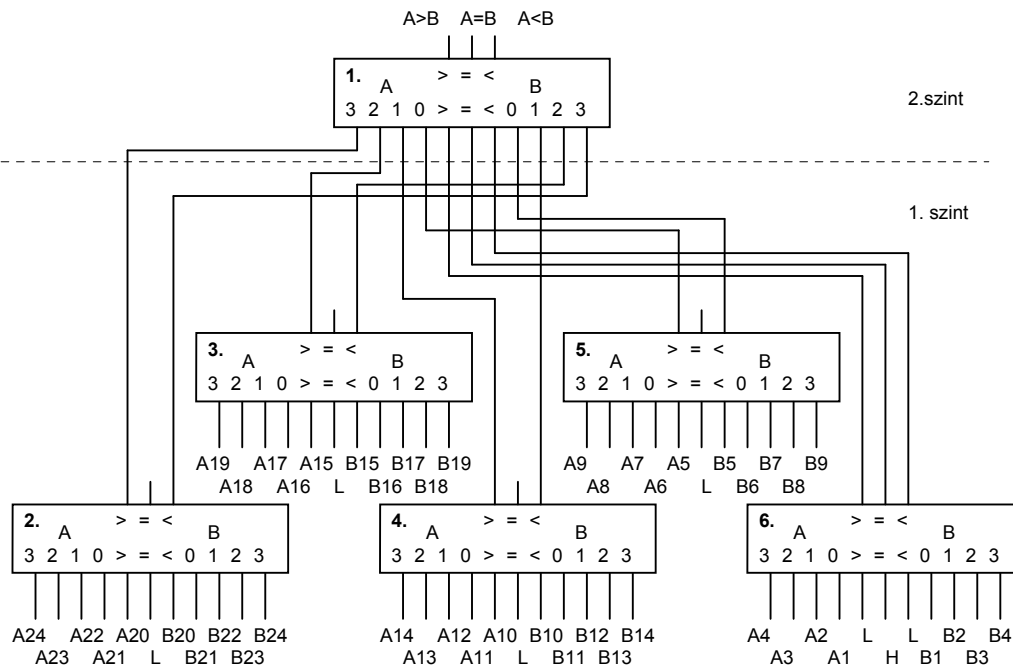 A>B A=B A<B
1. > = <
A B
3 2 1 0 > = < 0 1 2 3
2.szint
1. szint
3. > = <
A B
3 2 1 0 > = < 0 1 2 3
A19 A17 A15 B15 B17 B19
A18 A16 L B16 B18
5. > = <
A B
3 2 1 0 > = < 0 1 2 3
A9 A7 A5 B5 B7 B9
A8 A6 L B6 B8
2. > = <
A B
3 2 1 0 > = < 0 1 2 3
A24 A22 A20 B20 B22 B24
A23 A21 L B21 B23
4. > = <
A B
3 2 1 0 > = < 0 1 2 3
A14 A12 A10 B10 B12 B14
A13 A11 L B11 B13
6. > = <
A B
3 2 1 0 > = < 0 1 2 3
A4 A2 L L B2 B4
A3 A1 H B1 B3